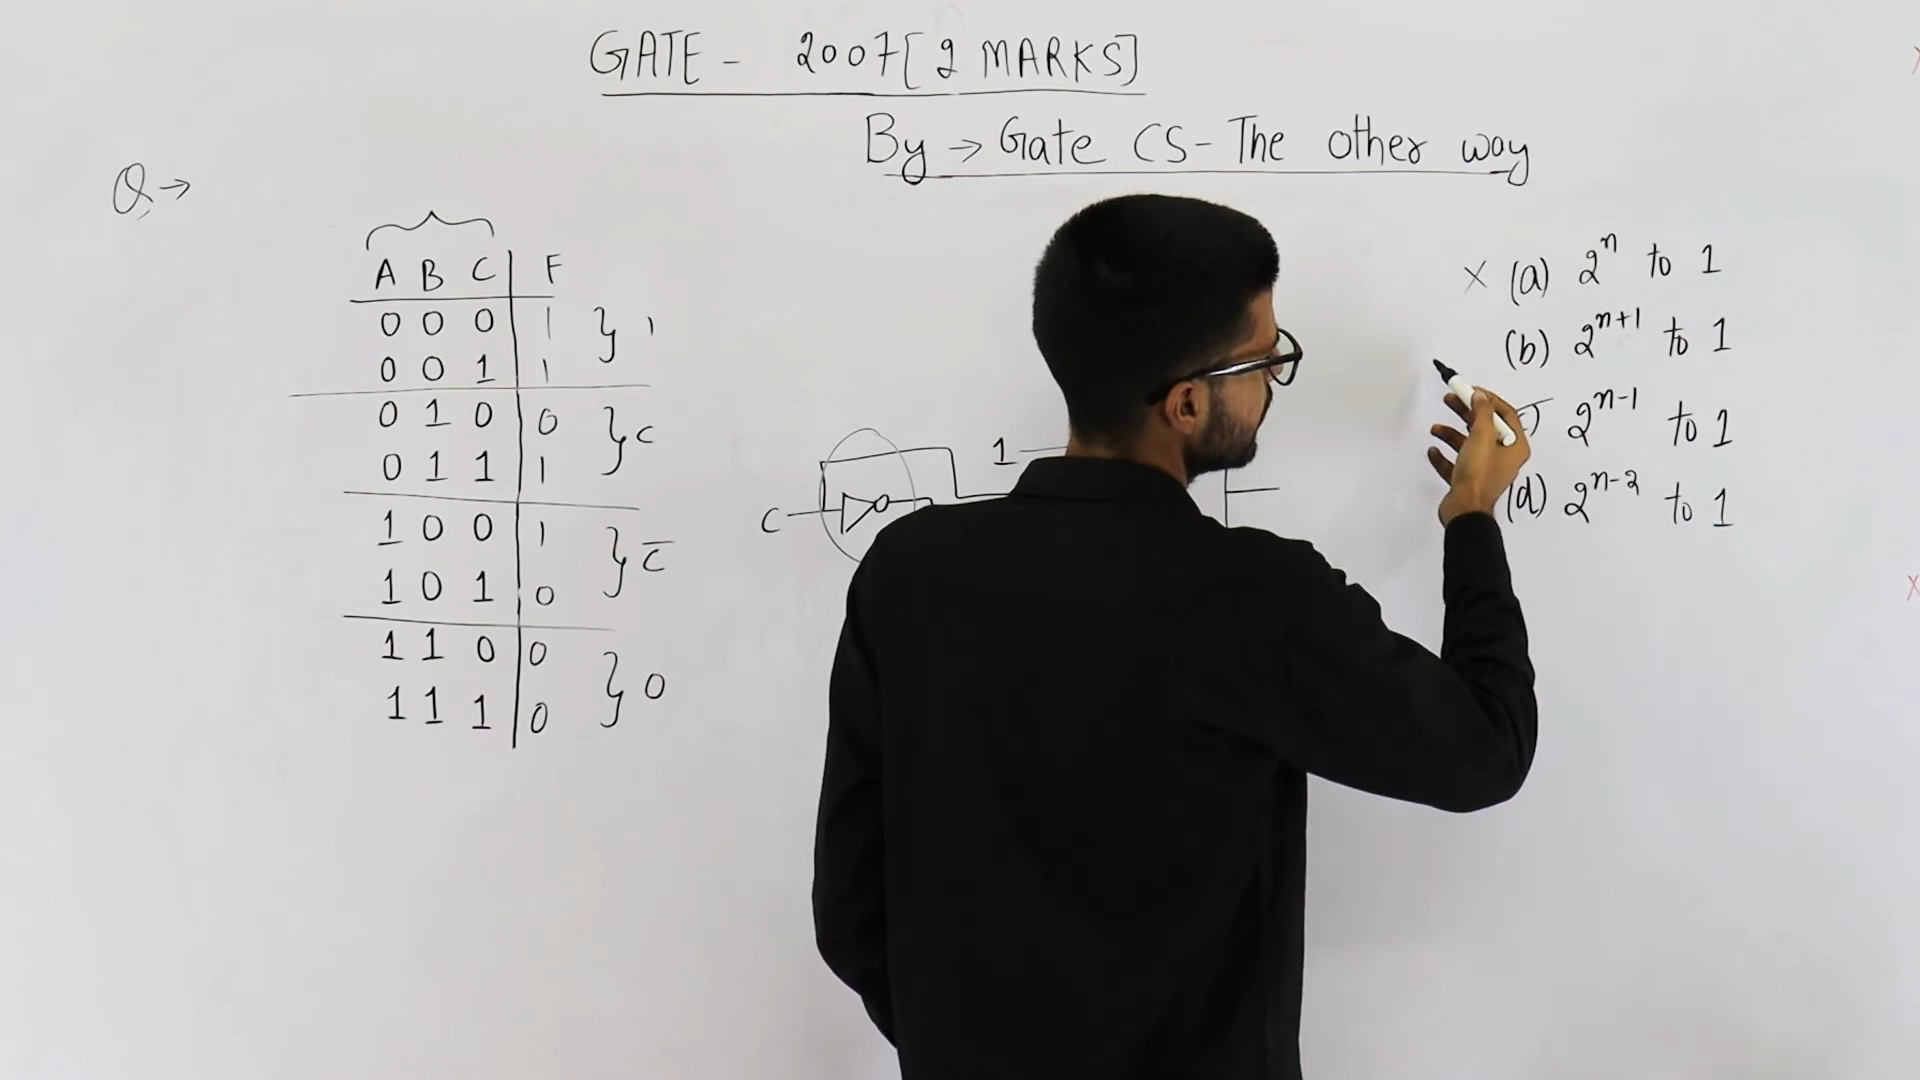 GATE - 2007 [2 MARKS]
By → Gate CS - The other way
Q →
A B C | F
0 0 0 | 1 } 1
0 0 1 | 1
0 1 0 | 0 } C
0 1 1 | 1
1 0 0 | 1 } C̅
1 0 1 | 0
1 1 0 | 0 } 0
1 1 1 | 0
1
C
X (a) 2ⁿ to 1
(b) 2ⁿ⁺¹ to 1
2ⁿ⁻¹ to 1
(d) 2ⁿ⁻² to 1